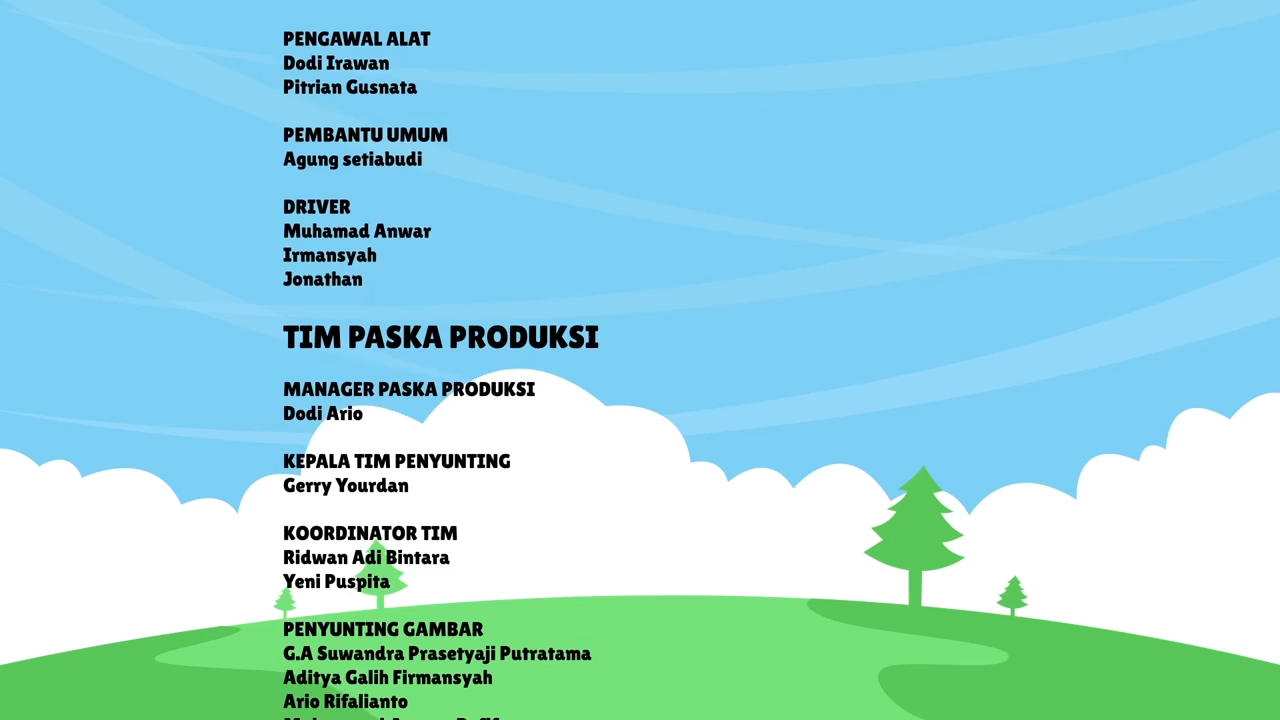 PENGAWAL ALAT
Dodi Irawan
Pitrian Gusnata
PEMBANTU UMUM
Agung setiabudi
DRIVER
Muhamad Anwar
Irmansyah
Jonathan
TIM PASKA PRODUKSI
MANAGER PASKA PRODUKSI
Dodi Ario
KEPALA TIM PENYUNTING
Gerry Yourdan
KOORDINATOR TIM
Ridwan Adi Bintara
Yeni Puspita
PENYUNTING GAMBAR
G.A Suwandra Prasetyaji Putratama
Aditya Galih Firmansyah
Ario Rifalianto